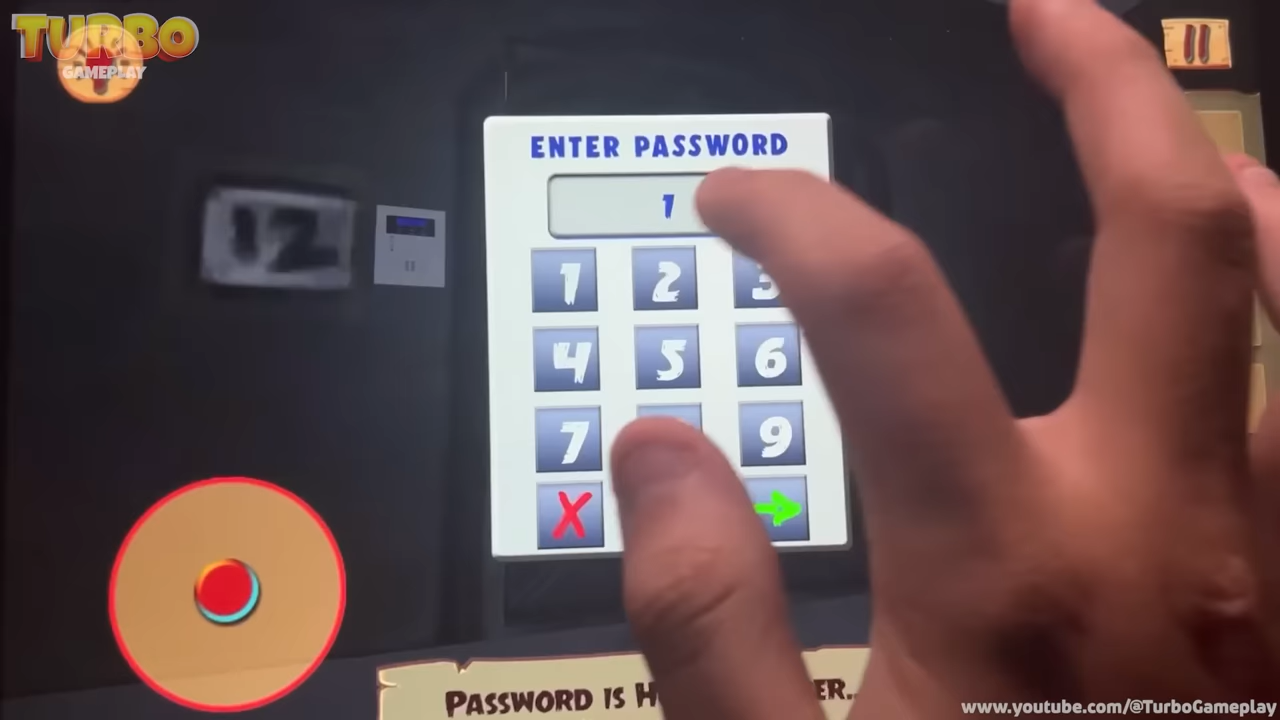 TURBO
GAMEPLAY
ENTER PASSWORD
1
12
1 2 3
4 5 6
7 9
X
PASSWORD IS
www.youtube.com/@TurboGameplay